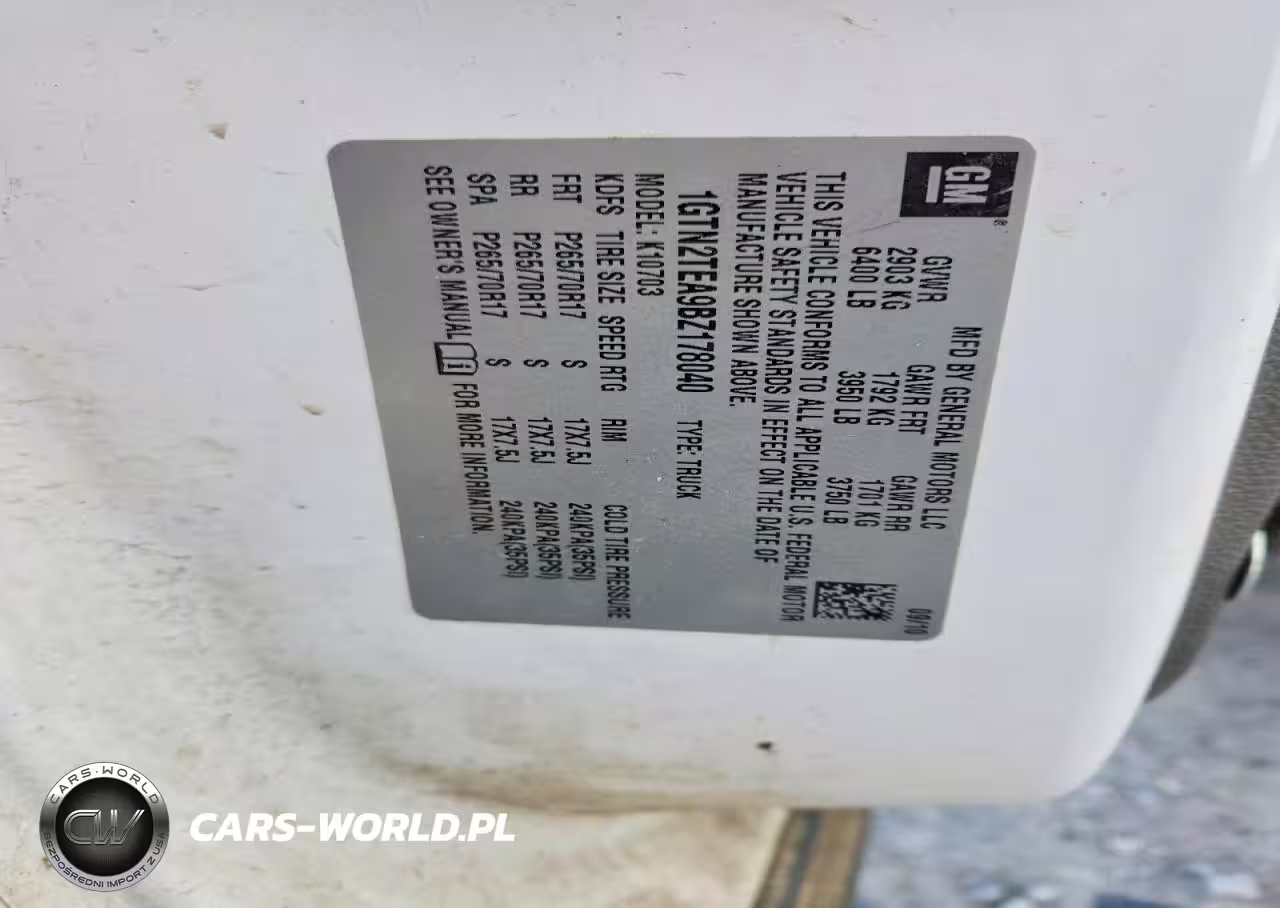 GM®
MFD BY GENERAL MOTORS LLC
09/10
GVWR GAWR FRT GAWR RR
2903 KG 1792 KG 1701 KG
6400 LB 3950 LB 3750 LB
THIS VEHICLE CONFORMS TO ALL APPLICABLE U.S. FEDERAL MOTOR
VEHICLE SAFETY STANDARDS IN EFFECT ON THE DATE OF
MANUFACTURE SHOWN ABOVE.
1GTN2TEA9BZ178040 TYPE: TRUCK
MODEL: K10703
KDFS TIRE SIZE SPEED RTG RIM COLD TIRE PRESSURE
FRT P265/70R17 S 17X7.5J 240KPA(35PSI)
RR P265/70R17 S 17X7.5J 240KPA(35PSI)
SPA P265/70R17 S 17X7.5J 240KPA(35PSI)
SEE OWNER'S MANUAL FOR MORE INFORMATION.
CARS-WORLD
CW
BEZPOŚREDNI IMPORT Z USA
CARS-WORLD.PL